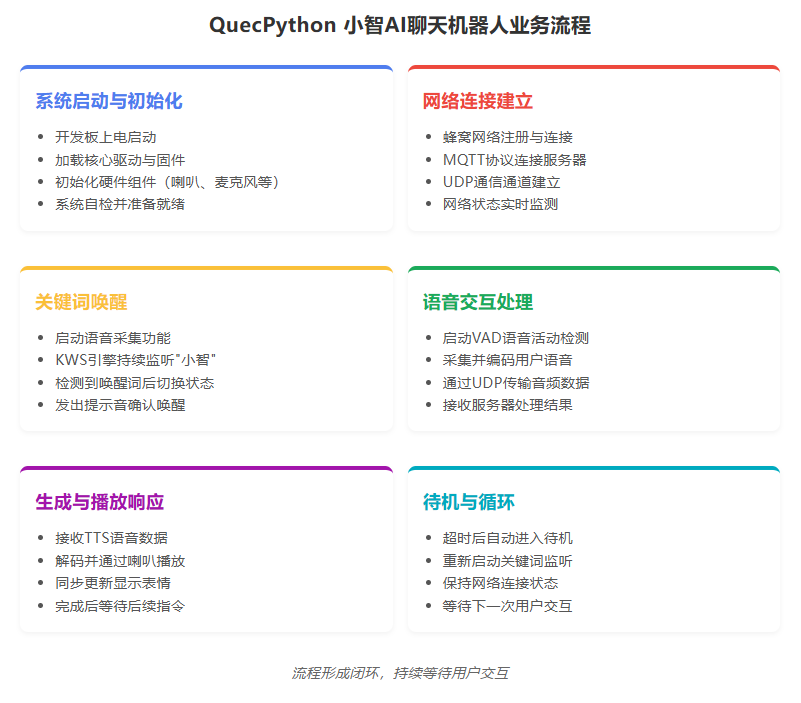 QuecPython 小智AI聊天机器人业务流程
系统启动与初始化
开发板上电启动
加载核心驱动与固件
初始化硬件组件（喇叭、麦克风等）
系统自检并准备就绪
网络连接建立
蜂窝网络注册与连接
MQTT协议连接服务器
UDP通信通道建立
网络状态实时监测
关键词唤醒
启动语音采集功能
KWS引擎持续监听"小智"
检测到唤醒词后切换状态
发出提示音确认唤醒
语音交互处理
启动VAD语音活动检测
采集并编码用户语音
通过UDP传输音频数据
接收服务器处理结果
生成与播放响应
接收TTS语音数据
解码并通过喇叭播放
同步更新显示表情
完成后等待后续指令
待机与循环
超时后自动进入待机
重新启动关键词监听
保持网络连接状态
等待下一次用户交互
流程形成闭环，持续等待用户交互